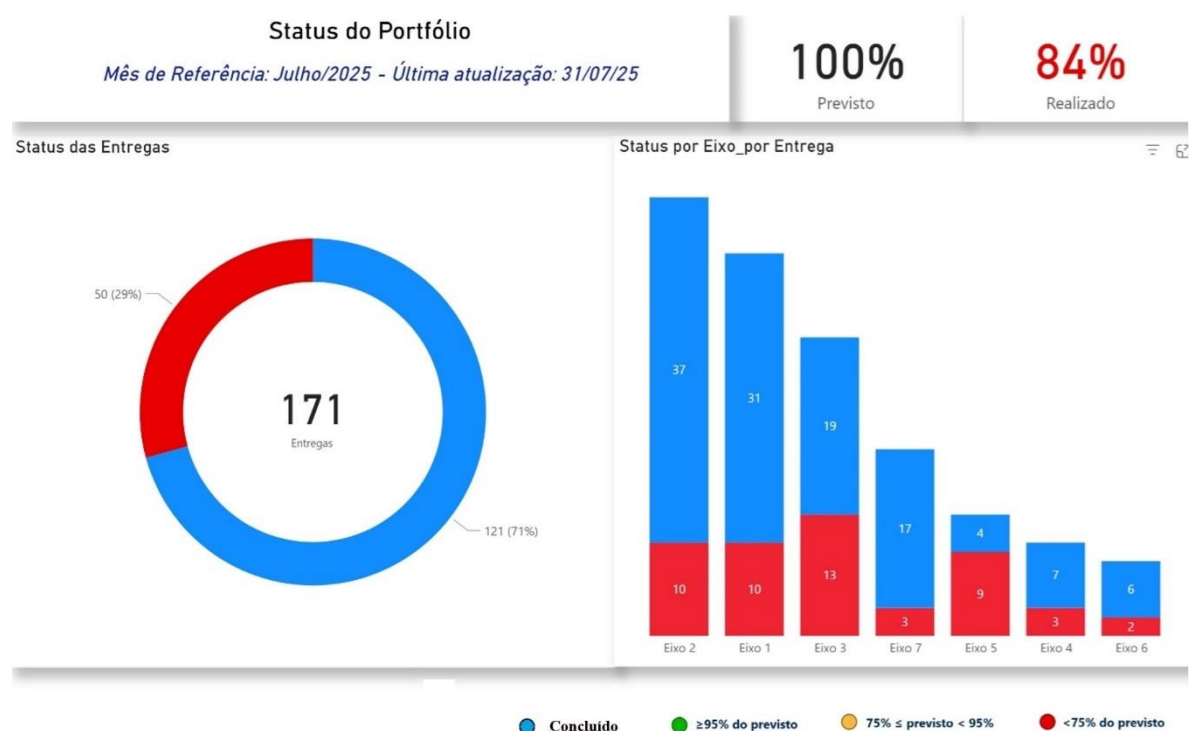 Status do Portfólio
Mês de Referência: Julho/2025 - Última atualização: 31/07/25
100%
Previsto
84%
Realizado
Status das Entregas
50 (29%)
171
Entregas
121 (71%)
Status por Eixo_por Entrega
37
31
19
17
4
7
6
10
10
13
3
9
3
2
Eixo 2
Eixo 1
Eixo 3
Eixo 7
Eixo 5
Eixo 4
Eixo 6
Concluído
≥95% do previsto
75% ≤ previsto < 95%
<75% do previsto